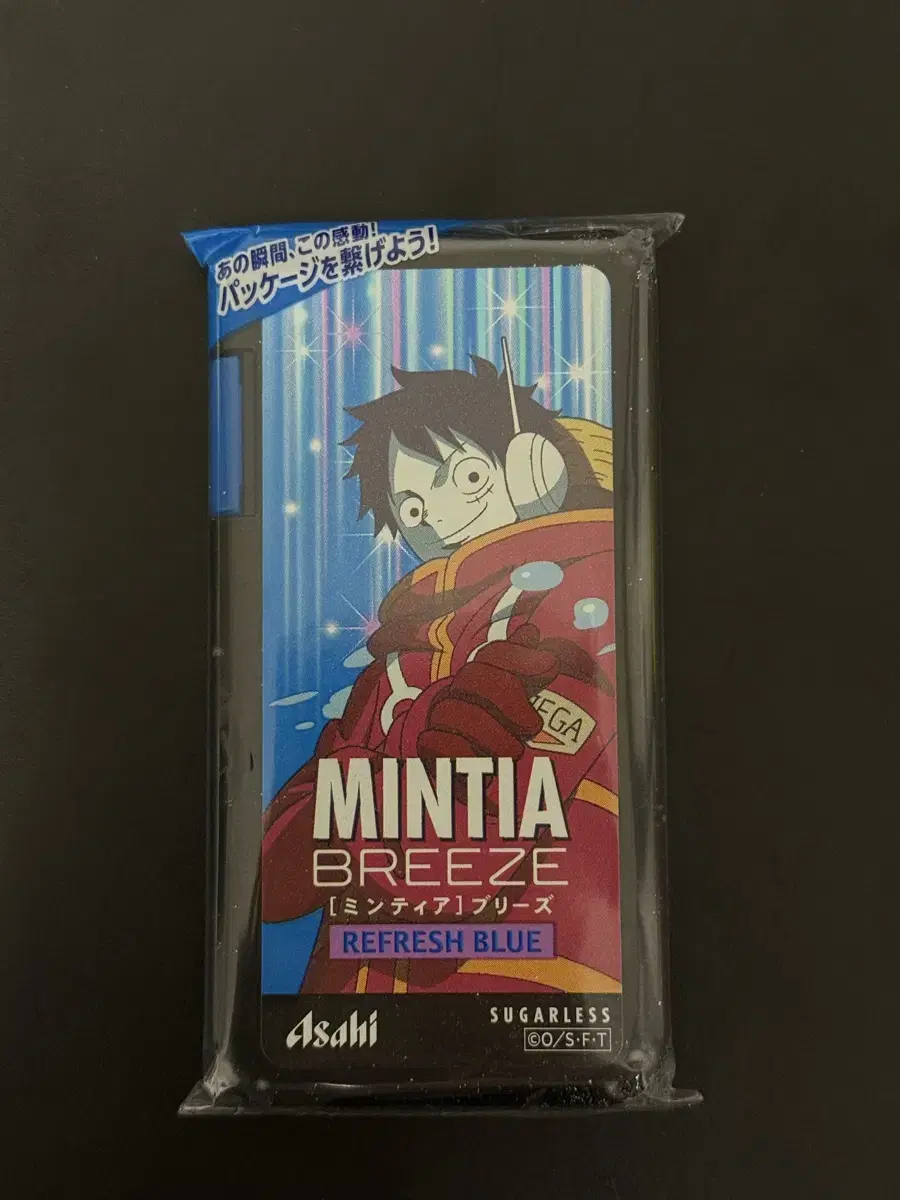 あの瞬間、この感動!
パッケージを繋げよう!
EGA
MINTIA
BREEZE
[ミンティア]ブリーズ
REFRESH BLUE
Asahi
SUGARLESS
©O/S・F・T